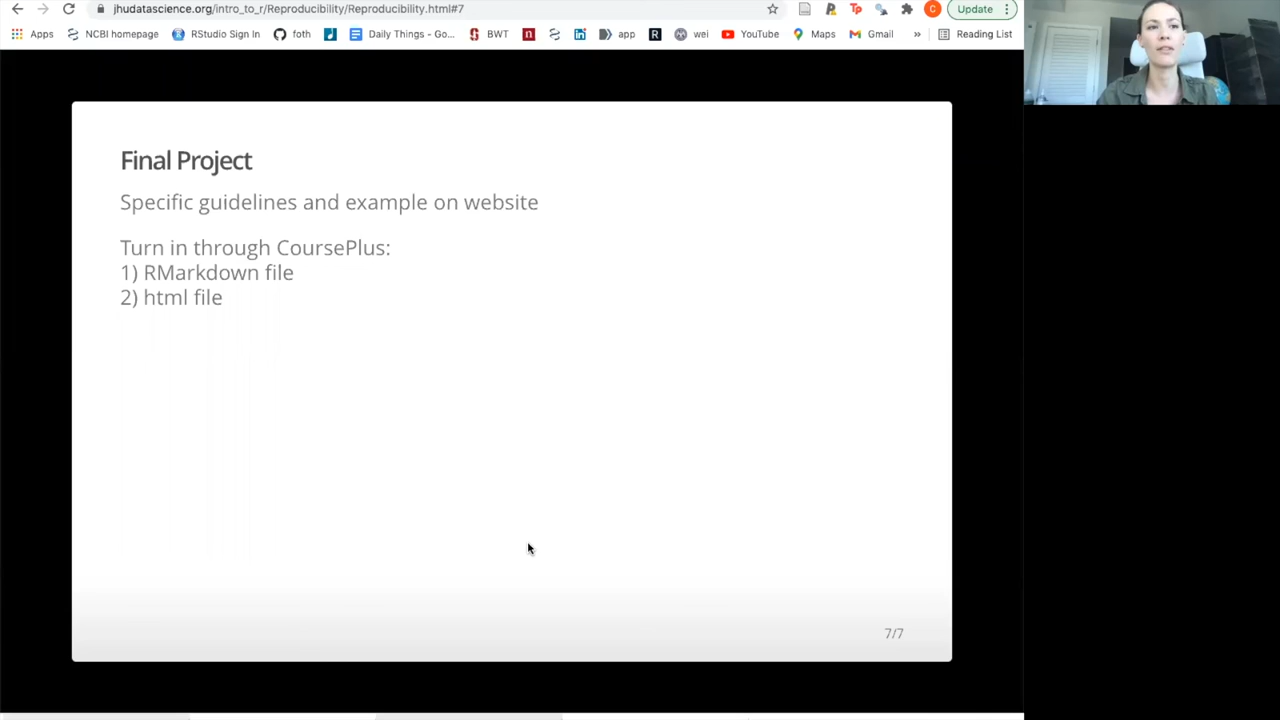 jhudatascience.org/intro_to_r/Reproducibility/Reproducibility.html#7
C
Update
Apps
NCBI homepage
RStudio Sign In
foth
Daily Things - Go...
BWT
app
wei
YouTube
Maps
Gmail
»
Reading List
Final Project
Specific guidelines and example on website
Turn in through CoursePlus:
1) RMarkdown file
2) html file
7/7